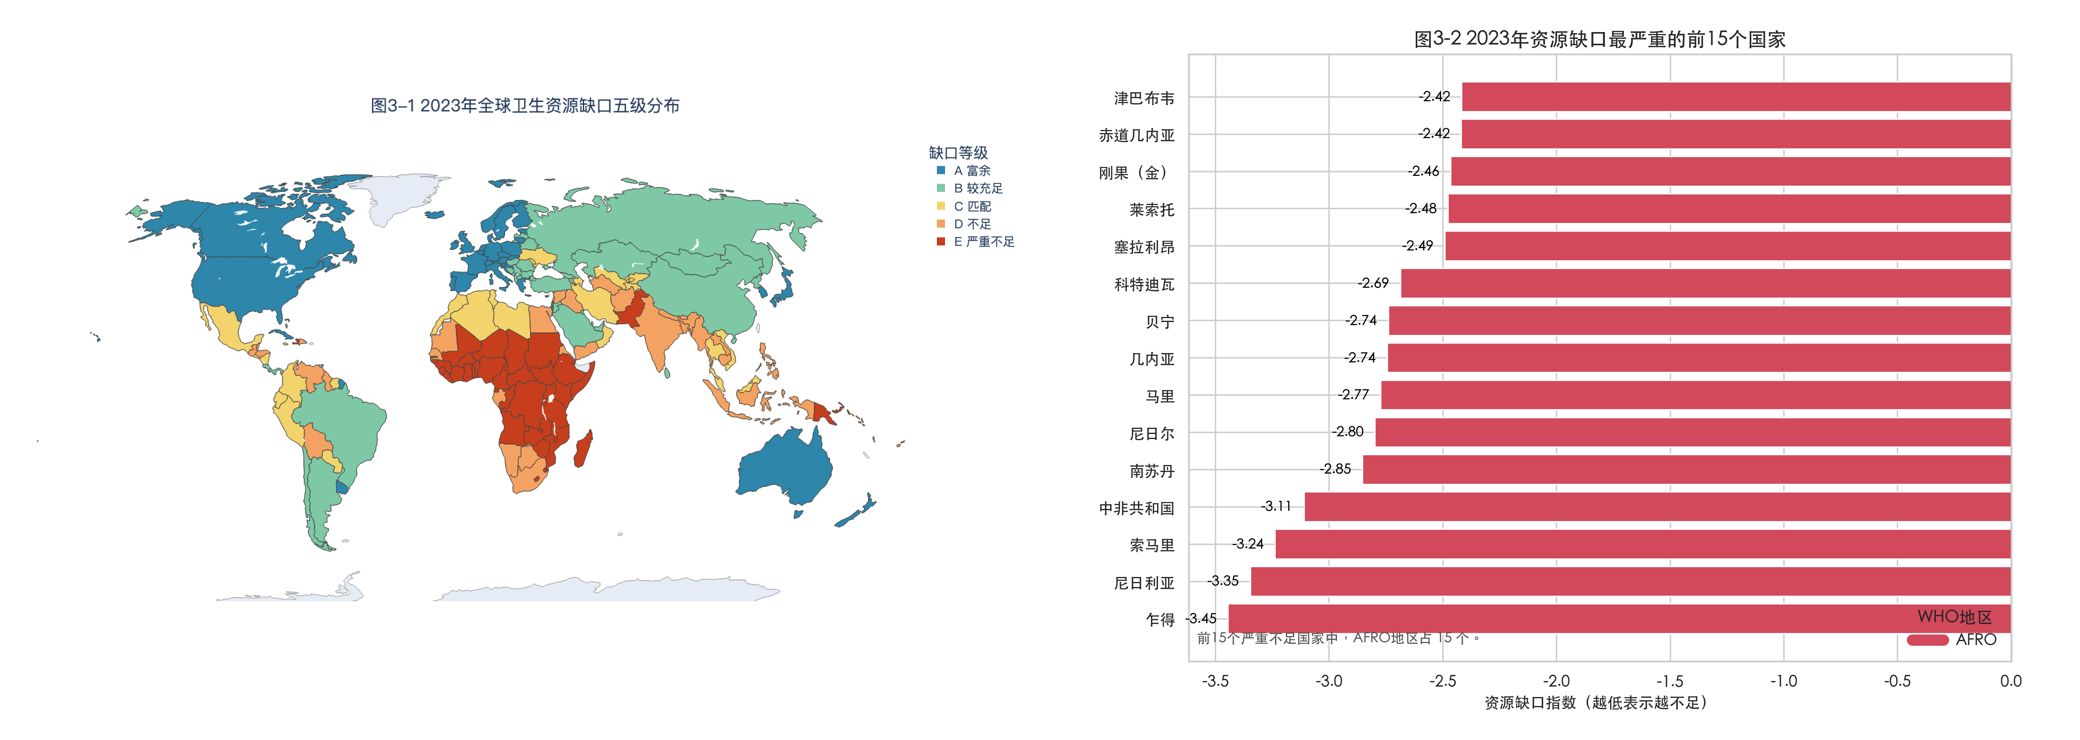 图3-1 2023年全球卫生资源缺口五级分布
缺口等级
A 富余
B 较充足
C 匹配
D 不足
E 严重不足
图3-2 2023年资源缺口最严重的前15个国家
津巴布韦 -2.42
赤道几内亚 -2.42
刚果（金） -2.46
莱索托 -2.48
塞拉利昂 -2.49
科特迪瓦 -2.69
贝宁 -2.74
几内亚 -2.74
马里 -2.77
尼日尔 -2.80
南苏丹 -2.85
中非共和国 -3.11
索马里 -3.24
尼日利亚 -3.35
乍得 -3.45
WHO地区
AFRO
前15个严重不足国家中，AFRO地区占 15 个。
-3.5 -3.0 -2.5 -2.0 -1.5 -1.0 -0.5 0.0
资源缺口指数（越低表示越不足）